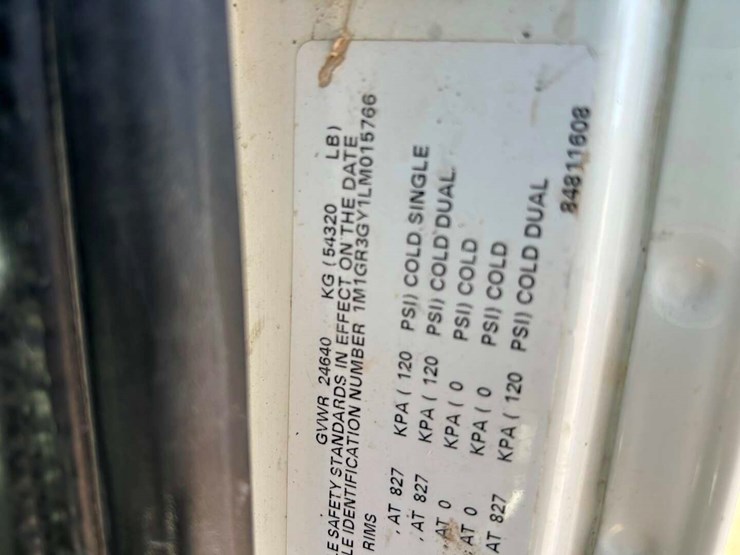 GVWR 24640 KG ( 54320 LB)
E SAFETY STANDARDS IN EFFECT ON THE DATE
LE IDENTIFICATION NUMBER 1M1GR3GY1LM015766
RIMS
, AT 827 KPA ( 120 PSI) COLD SINGLE
, AT 827 KPA ( 120 PSI) COLD DUAL
, AT 0 KPA ( 0 PSI) COLD
; AT 0 KPA ( 0 PSI) COLD
AT 827 KPA ( 120 PSI) COLD DUAL
84811608